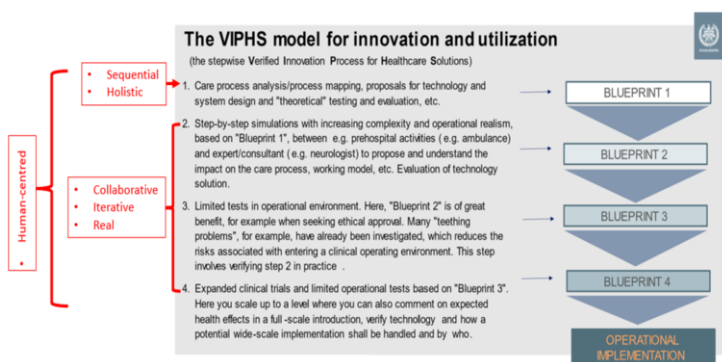 The VIPHS model for innovation and utilization
(the stepwise Verified Innovation Process for Healthcare Solutions)
• Sequential
• Holistic
1. Care process analysis/process mapping, proposals for technology and
system design and "theoretical" testing and evaluation, etc.
BLUEPRINT 1
2. Step-by-step simulations with increasing complexity and operational realism,
based on "Blueprint 1", between e.g. prehospital activities ( e.g. ambulance)
and expert/consultant ( e.g. neurologist) to propose and understand the
impact on the care process, working model, etc. Evaluation of technology
solution.
BLUEPRINT 2
• Human-centred
• Collaborative
• Iterative
• Real
3. Limited tests in operational environment. Here, "Blueprint 2" is of great
benefit, for example when seeking ethical approval. Many "teething
problems", for example, have already been investigated, which reduces the
risks associated with entering a clinical operating environment. This step
involves verifying step 2 in practice .
BLUEPRINT 3
4. Expanded clinical trials and limited operational tests based on "Blueprint 3".
Here you scale up to a level where you can also comment on expected
health effects in a full -scale introduction, verify technology and how a
potential wide-scale implementation shall be handled and by who.
BLUEPRINT 4
OPERATIONAL
IMPLEMENTATION